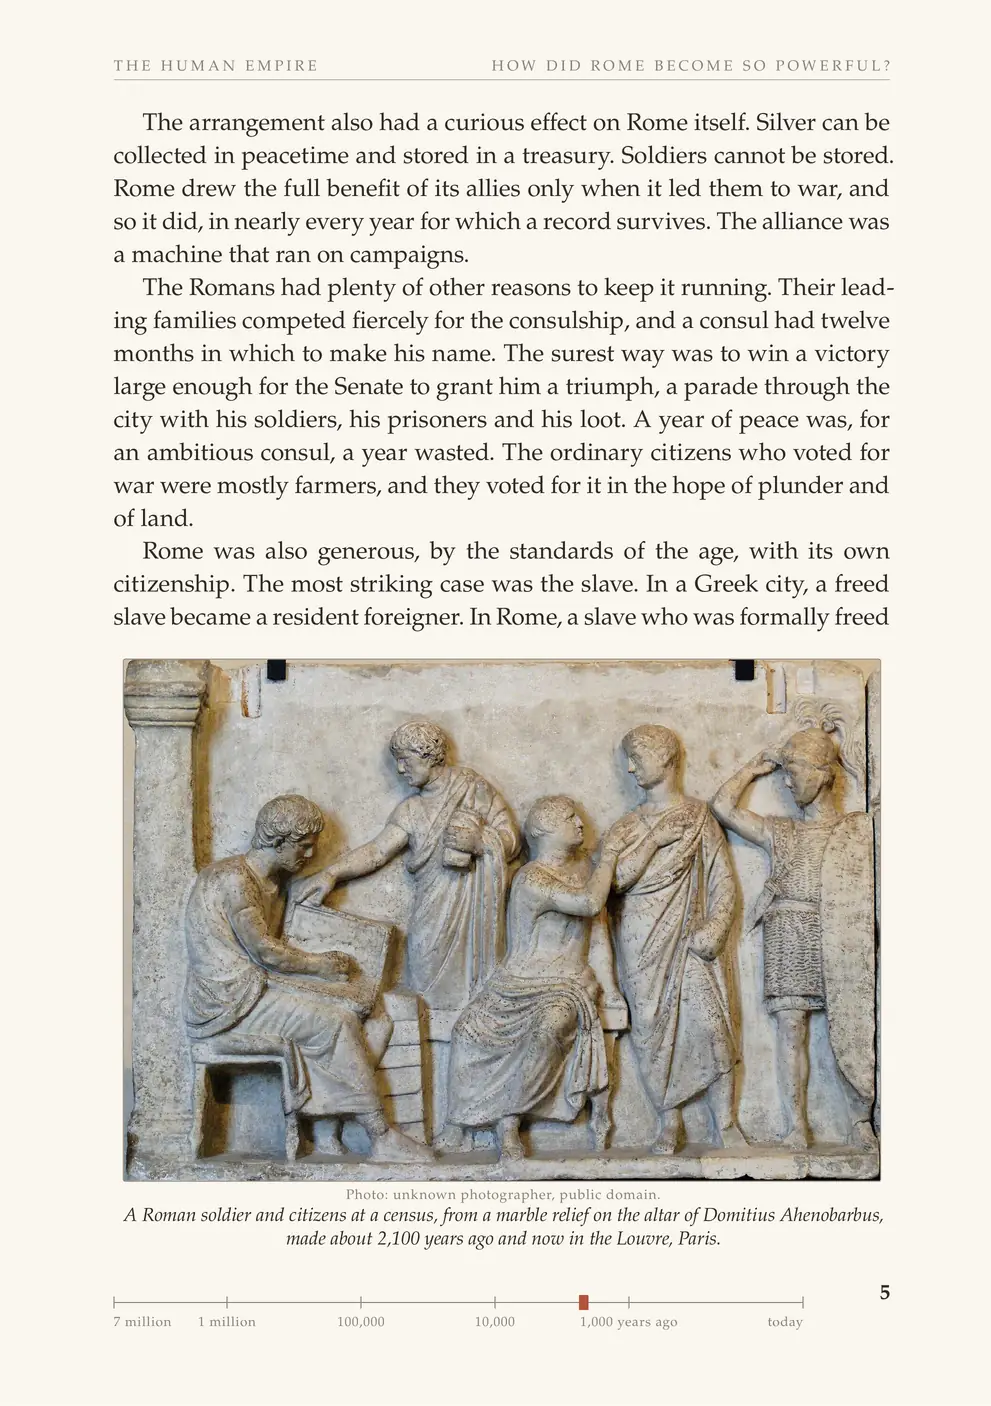 THE HUMAN EMPIRE
HOW DID ROME BECOME SO POWERFUL?
The arrangement also had a curious effect on Rome itself. Silver can be
collected in peacetime and stored in a treasury. Soldiers cannot be stored.
Rome drew the full benefit of its allies only when it led them to war, and
so it did, in nearly every year for which a record survives. The alliance was
a machine that ran on campaigns.
The Romans had plenty of other reasons to keep it running. Their lead-
ing families competed fiercely for the consulship, and a consul had twelve
months in which to make his name. The surest way was to win a victory
large enough for the Senate to grant him a triumph, a parade through the
city with his soldiers, his prisoners and his loot. A year of peace was, for
an ambitious consul, a year wasted. The ordinary citizens who voted for
war were mostly farmers, and they voted for it in the hope of plunder and
of land.
Rome was also generous, by the standards of the age, with its own
citizenship. The most striking case was the slave. In a Greek city, a freed
slave became a resident foreigner. In Rome, a slave who was formally freed
Photo: unknown photographer, public domain.
A Roman soldier and citizens at a census, from a marble relief on the altar of Domitius Ahenobarbus,
made about 2,100 years ago and now in the Louvre, Paris.
5
7 million
1 million
100,000
10,000
1,000 years ago
today